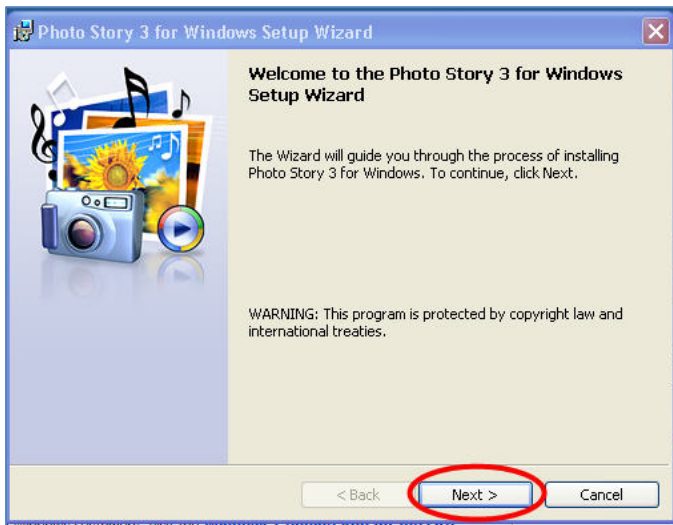 Photo Story 3 for Windows Setup Wizard
Welcome to the Photo Story 3 for Windows
Setup Wizard
The Wizard will guide you through the process of installing
Photo Story 3 for Windows. To continue, click Next.
WARNING: This program is protected by copyright law and
international treaties.
< Back
Next >
Cancel